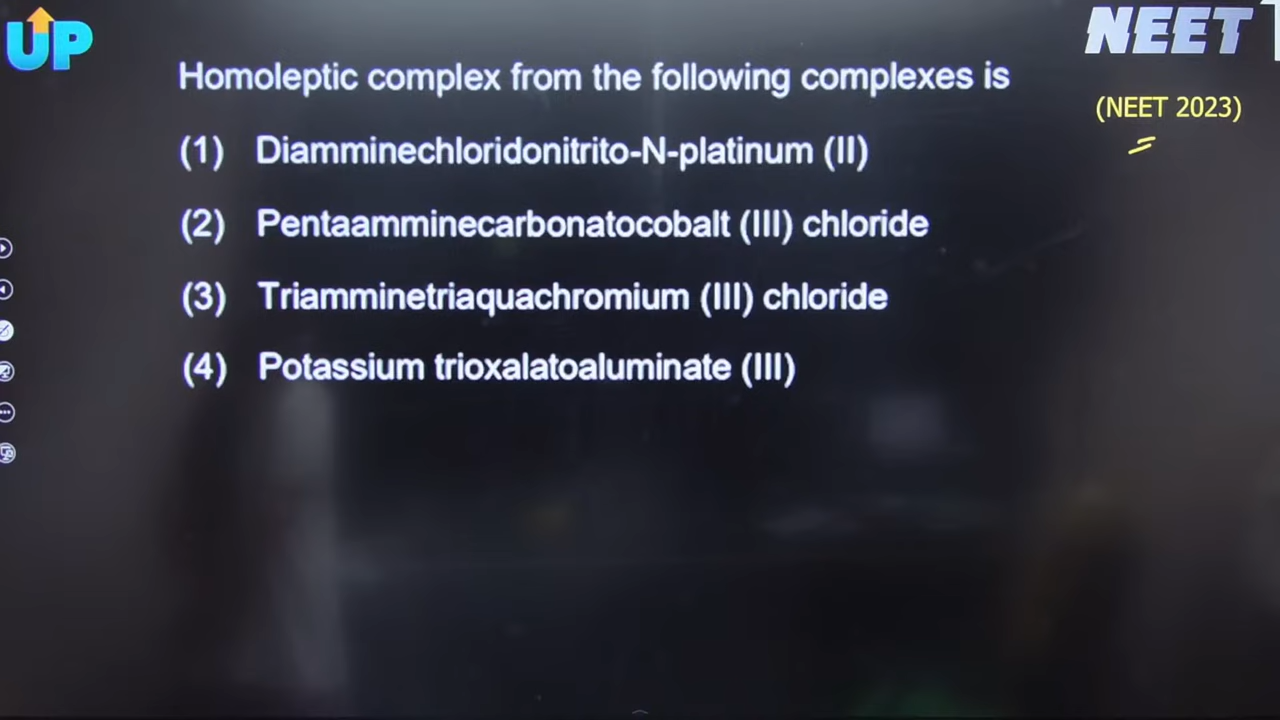 UP
NEET
Homoleptic complex from the following complexes is
(NEET 2023)
(1) Diamminechloridonitrito-N-platinum (II)
(2) Pentaamminecarbonatocobalt (III) chloride
(3) Triamminetriaquachromium (III) chloride
(4) Potassium trioxalatoaluminate (III)